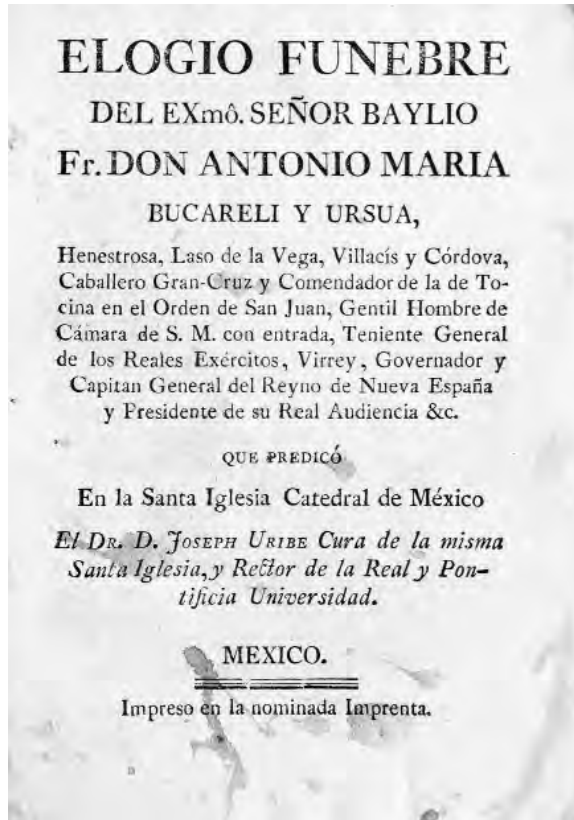 ELOGIO FUNEBRE
DEL EXmô. SEÑOR BAYLIO
Fr. DON ANTONIO MARIA
BUCARELI Y URSUA,
Henestrosa, Laso de la Vega, Villacís y Córdova,
Caballero Gran-Cruz y Comendador de la de To-
cina en el Orden de San Juan, Gentil Hombre de
Cámara de S. M. con entrada, Teniente General
de los Reales Exércitos, Virrey, Governador y
Capitan General del Reyno de Nueva España
y Presidente de su Real Audiencia &c.
QUE PREDICÓ
En la Santa Iglesia Catedral de México
El DR. D. JOSEPH URIBE Cura de la misma
Santa Iglesia, y Rector de la Real y Pon-
tificia Universidad.
MEXICO.
Impreso en la nominada Imprenta.